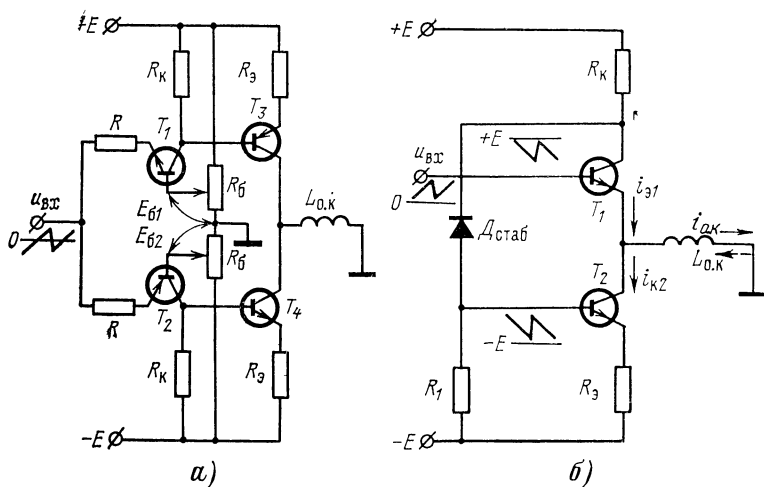 +E
R_к
R_э
T_1
T_3
R
u_вх
0
E_б1
E_б2
R_б
R_б
L_о.к
R
T_2
T_4
R_к
R_э
-E
а)
+E
R_к
+E
u_вх
0
T_1
i_э1
i_ок
Д_стаб
L_о.к
T_2
i_к2
-E
R_1
R_э
-E
б)